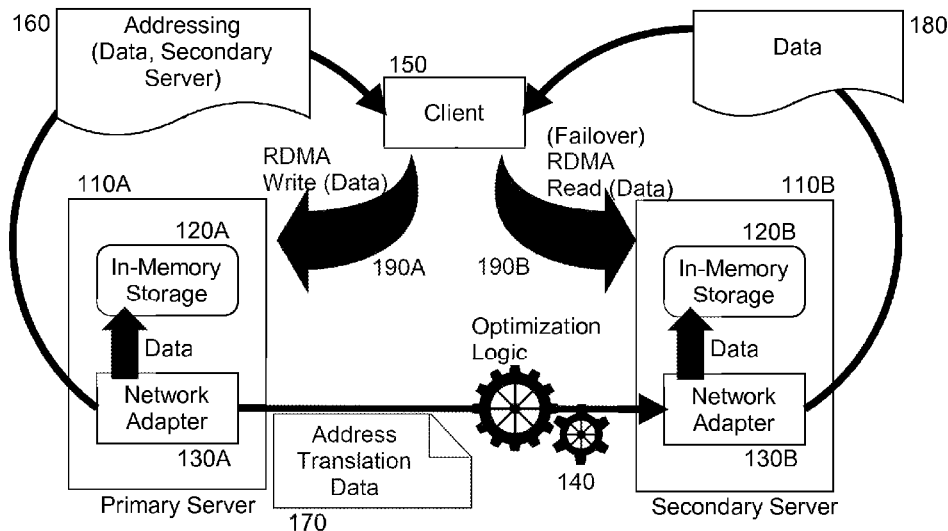 160
Addressing
(Data, Secondary
Server)
150
Client
Data
180
RDMA
Write (Data)
(Failover)
RDMA
Read (Data)
110A
120A
In-Memory
Storage
Data
Network
Adapter
130A
Primary Server
190A
190B
Optimization
Logic
140
Address
Translation
Data
170
110B
120B
In-Memory
Storage
Data
Network
Adapter
130B
Secondary Server